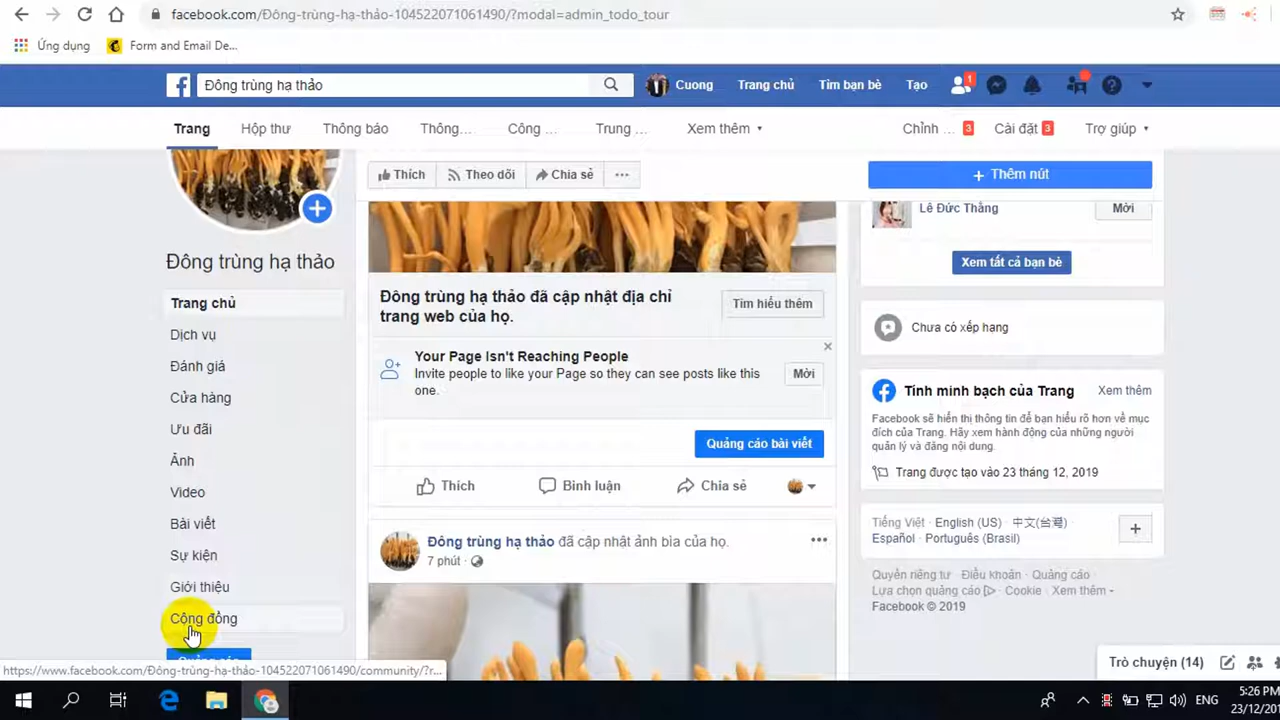 facebook.com/Đông-trùng-hạ-thảo-104522071061490/?modal=admin_todo_tour
Ứng dụng Form and Email De...
Đông trùng hạ thảo Cuong Trang chủ Tìm bạn bè Tạo 1
Trang Hộp thư Thông báo Thông... Công ... Trung ... Xem thêm Chỉnh ... 3 Cài đặt 3 Trợ giúp
Thích Theo dõi Chia sẻ ... + Thêm nút
Lê Đức Thắng Mời
Xem tất cả bạn bè
Đông trùng hạ thảo
Trang chủ
Dịch vụ
Đánh giá
Cửa hàng
Ưu đãi
Ảnh
Video
Bài viết
Sự kiện
Giới thiệu
Cộng đồng
Đông trùng hạ thảo đã cập nhật địa chỉ
trang web của họ.
Tìm hiểu thêm
Your Page Isn't Reaching People
Invite people to like your Page so they can see posts like this
one.
Mời
Quảng cáo bài viết
Thích Bình luận Chia sẻ
Đông trùng hạ thảo đã cập nhật ảnh bìa của họ.
7 phút ·
Chưa có xếp hạng
Tính minh bạch của Trang Xem thêm
Facebook sẽ hiển thị thông tin để bạn hiểu rõ hơn về mục
đích của Trang. Hãy xem hành động của những người
quản lý và đăng nội dung.
Trang được tạo vào 23 tháng 12, 2019
Tiếng Việt · English (US) · 中文(台灣) ·
Español · Português (Brasil)
+
Quyền riêng tư · Điều khoản · Quảng cáo ·
Lựa chọn quảng cáo · Cookie · Xem thêm
Facebook © 2019
Trò chuyện (14)
https://www.facebook.com/Đông-trùng-hạ-thảo-104522071061490/community/?r...
ENG
5:26 PM